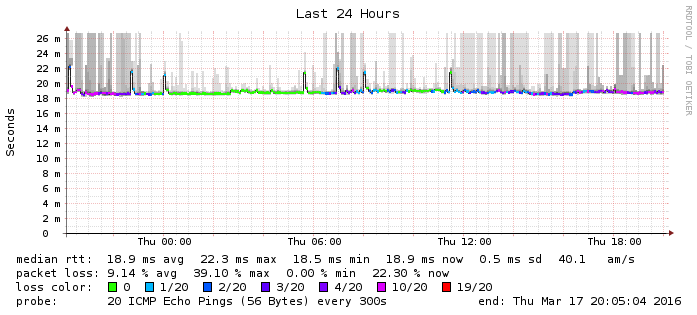 Last 24 Hours
RRDTOOL / TOBI OETIKER
Seconds
26 m
24 m
22 m
20 m
18 m
16 m
14 m
12 m
10 m
8 m
6 m
4 m
2 m
0
Thu 00:00 Thu 06:00 Thu 12:00 Thu 18:00
median rtt: 18.9 ms avg 22.3 ms max 18.5 ms min 18.9 ms now 0.5 ms sd 40.1 am/s
packet loss: 9.14 % avg 39.10 % max 0.00 % min 22.30 % now
loss color: 0 1/20 2/20 3/20 4/20 10/20 19/20
probe: 20 ICMP Echo Pings (56 Bytes) every 300s end: Thu Mar 17 20:05:04 2016